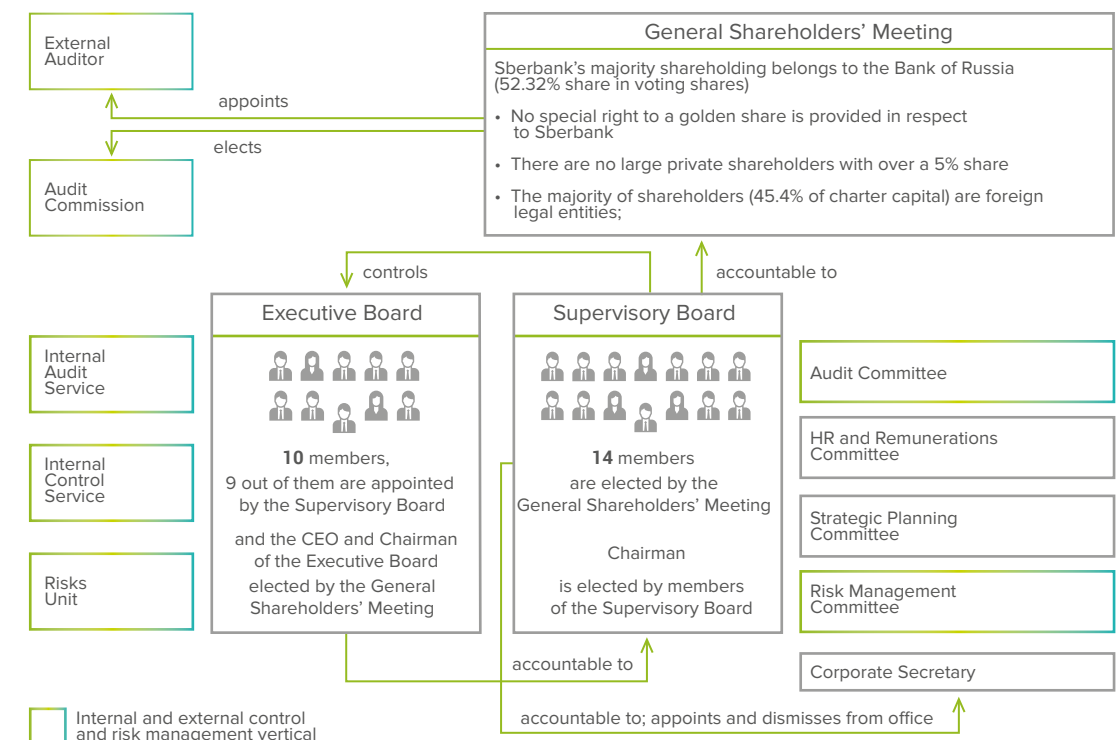 External
Auditor
appoints
elects
Audit
Commission
General Shareholders' Meeting
Sberbank's majority shareholding belongs to the Bank of Russia
(52.32% share in voting shares)
• No special right to a golden share is provided in respect
to Sberbank
• There are no large private shareholders with over a 5% share
• The majority of shareholders (45.4% of charter capital) are foreign
legal entities;
controls
accountable to
Internal
Audit
Service
Internal
Control
Service
Risks
Unit
Executive Board
10 members,
9 out of them are appointed
by the Supervisory Board
and the CEO and Chairman
of the Executive Board
elected by the General
Shareholders' Meeting
Supervisory Board
14 members
are elected by the
General Shareholders' Meeting
Chairman
is elected by members
of the Supervisory Board
Audit Committee
HR and Remunerations
Committee
Strategic Planning
Committee
Risk Management
Committee
Corporate Secretary
accountable to
accountable to; appoints and dismisses from office
Internal and external control
and risk management vertical